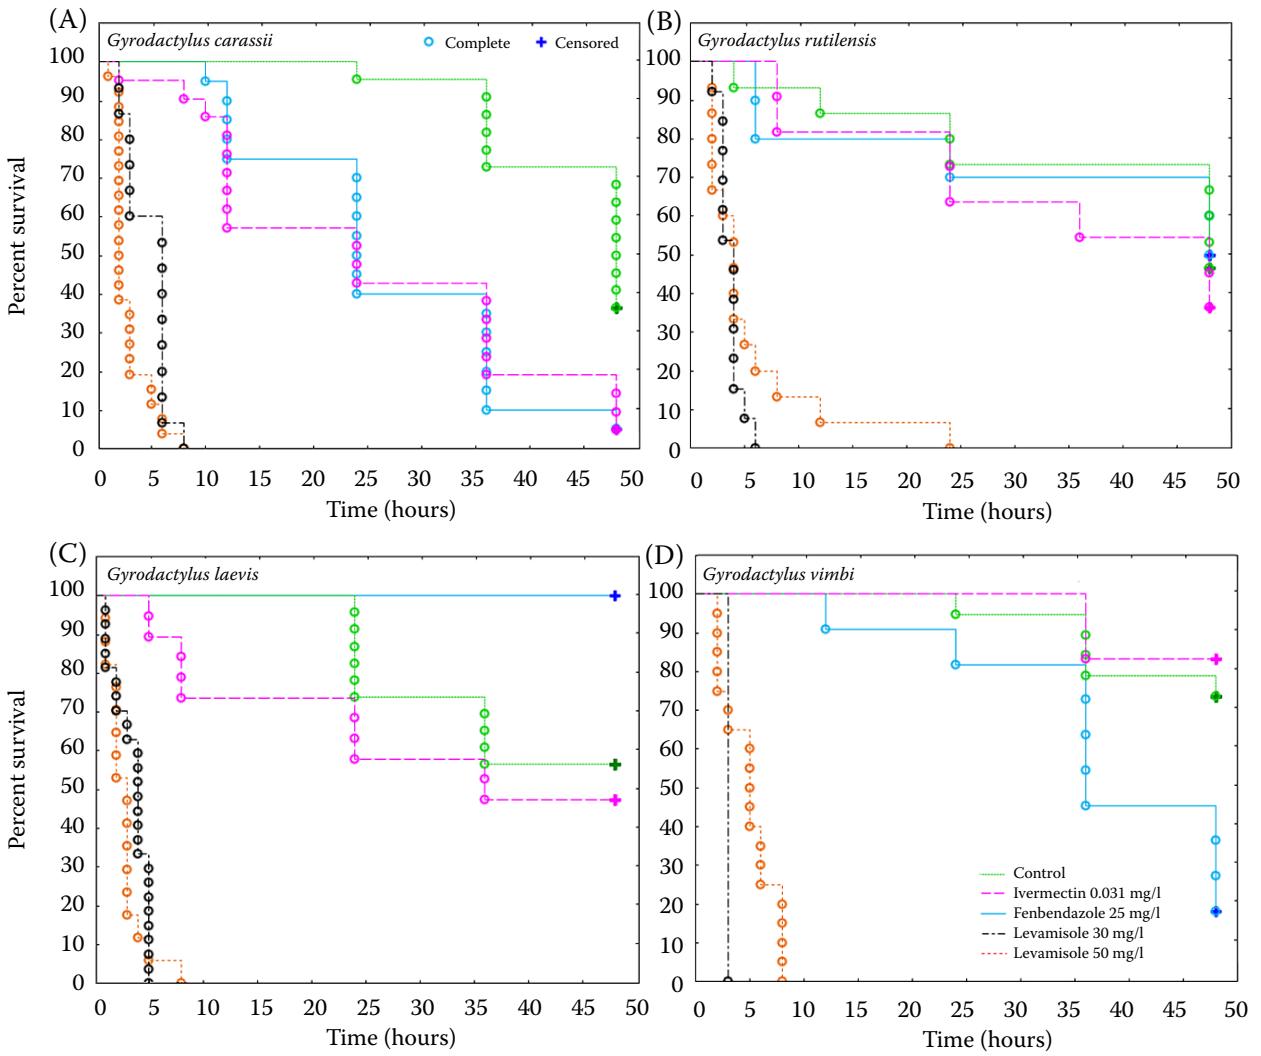 (A)
Gyrodactylus carassii
Complete
Censored
100
90
80
70
60
50
40
30
20
10
0
Percent survival
0 5 10 15 20 25 30 35 40 45 50
Time (hours)
(B)
Gyrodactylus rutilensis
100
90
80
70
60
50
40
30
20
10
0
0 5 10 15 20 25 30 35 40 45 50
Time (hours)
(C)
Gyrodactylus laevis
100
90
80
70
60
50
40
30
20
10
0
Percent survival
0 5 10 15 20 25 30 35 40 45 50
Time (hours)
(D)
Gyrodactylus vimbi
100
90
80
70
60
50
40
30
20
10
0
Control
Ivermectin 0.031 mg/l
Fenbendazole 25 mg/l
Levamisole 30 mg/l
Levamisole 50 mg/l
0 5 10 15 20 25 30 35 40 45 50
Time (hours)